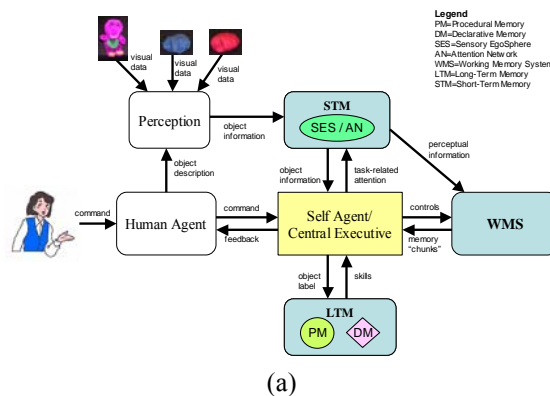 Legend
PM=Procedural Memory
DM=Declarative Memory
SES=Sensory EgoSphere
AN=Attention Network
WMS=Working Memory System
LTM=Long-Term Memory
STM=Short-Term Memory
visual
data
visual
data
visual
data
Perception
object
information
STM
SES / AN
perceptual
information
object
description
object
information
task-related
attention
command
Human Agent
command
feedback
Self Agent/
Central Executive
controls
memory
"chunks"
WMS
object
label
skills
LTM
PM
DM
(a)